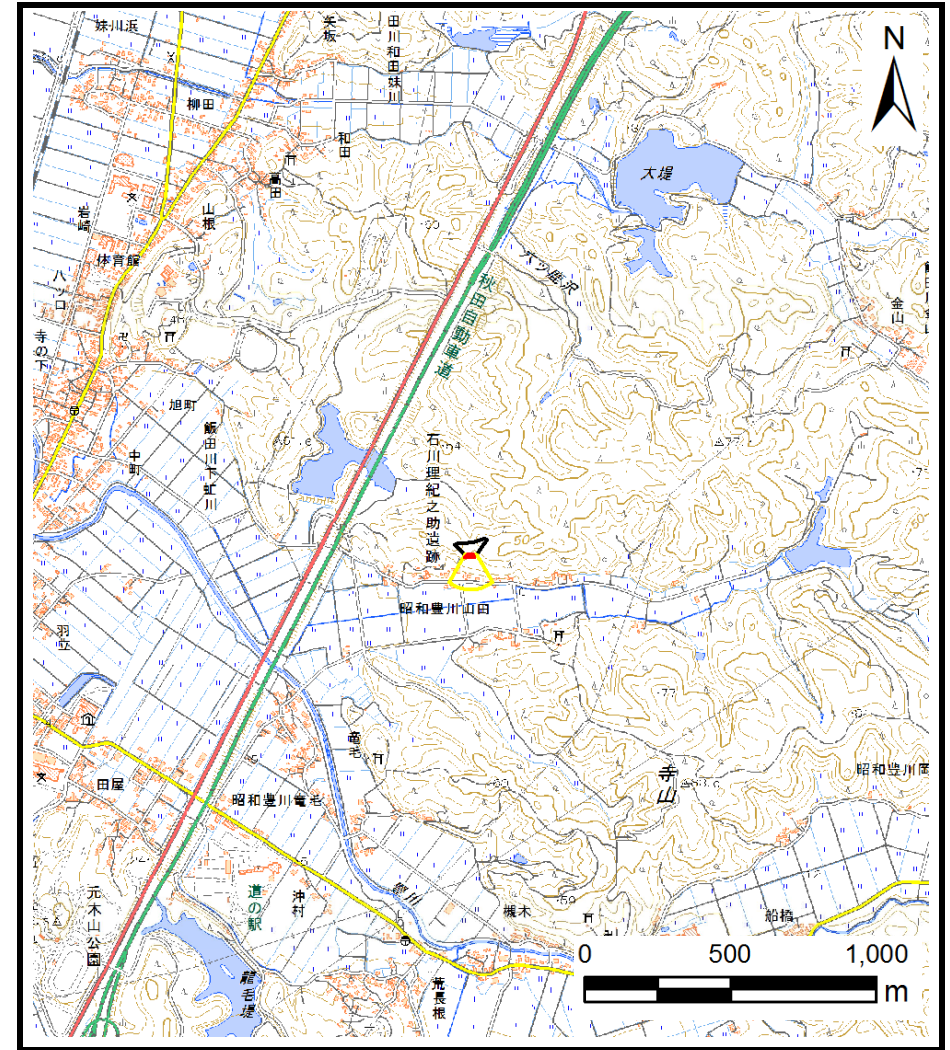 妹川浜
矢坂
田川和田妹川
N
柳田
和田
高田
大堤
岩崎
山根
体育館
八ツ口
六ツ鹿沢
秋田自動車道
金山
寺の下
旭町
飯田川下虻川
中町
石川理紀之助遺跡
昭和豊川山田
羽立
竜毛
田屋
昭和豊川竜毛
寺山
昭和豊川岡
元木山公園
道の駅
沖村
槻木
船橋
龍毛堤
荒長根
0 500 1,000
m